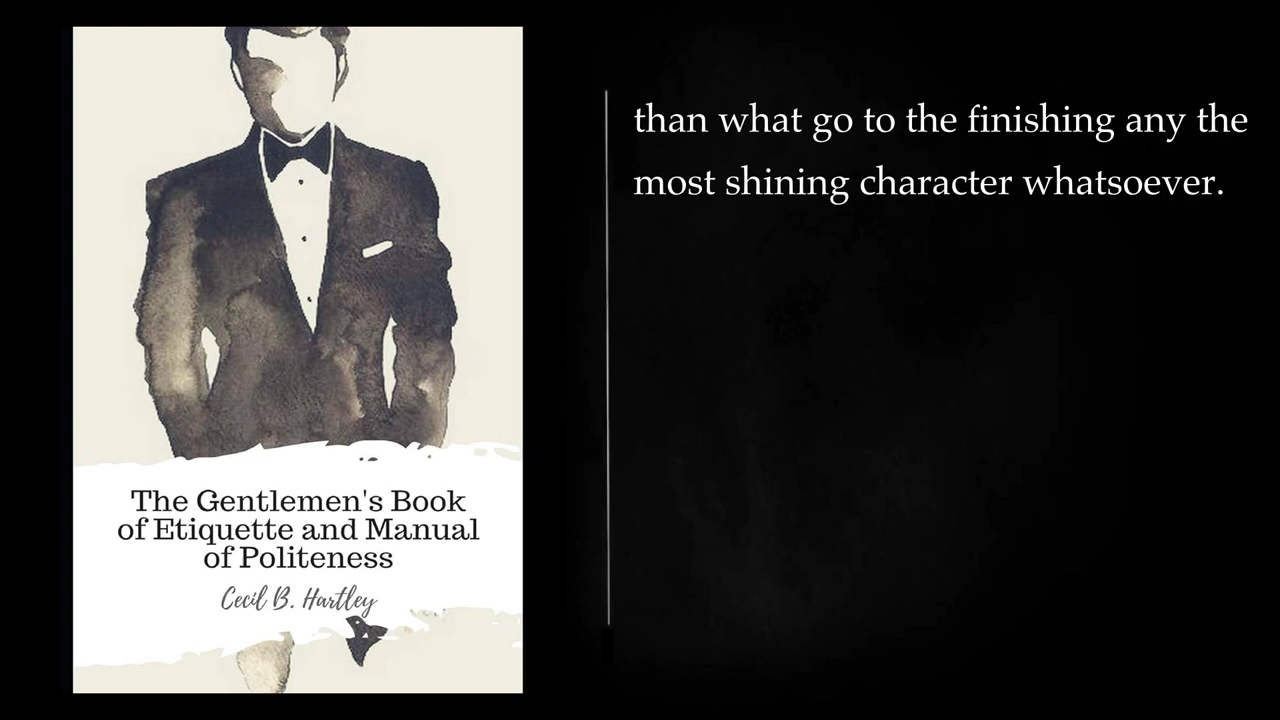 The Gentlemen's Book
of Etiquette and Manual
of Politeness
Cecil B. Hartley
than what go to the finishing any the
most shining character whatsoever.